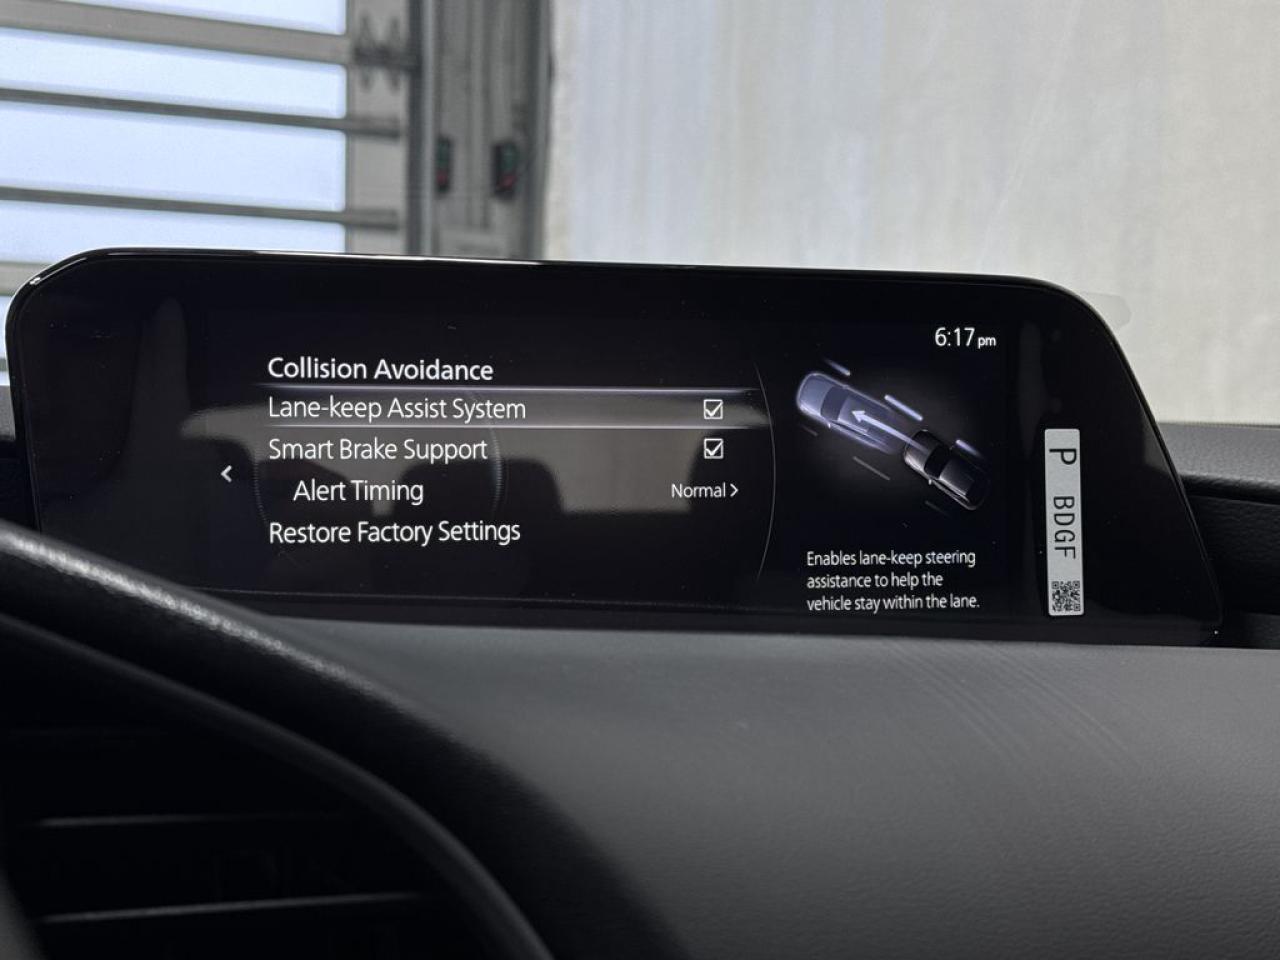 6:17 pm
Collision Avoidance
Lane-keep Assist System
Smart Brake Support
Alert Timing
Normal >
Restore Factory Settings
Enables lane-keep steering
assistance to help the
vehicle stay within the lane.
P BDGF